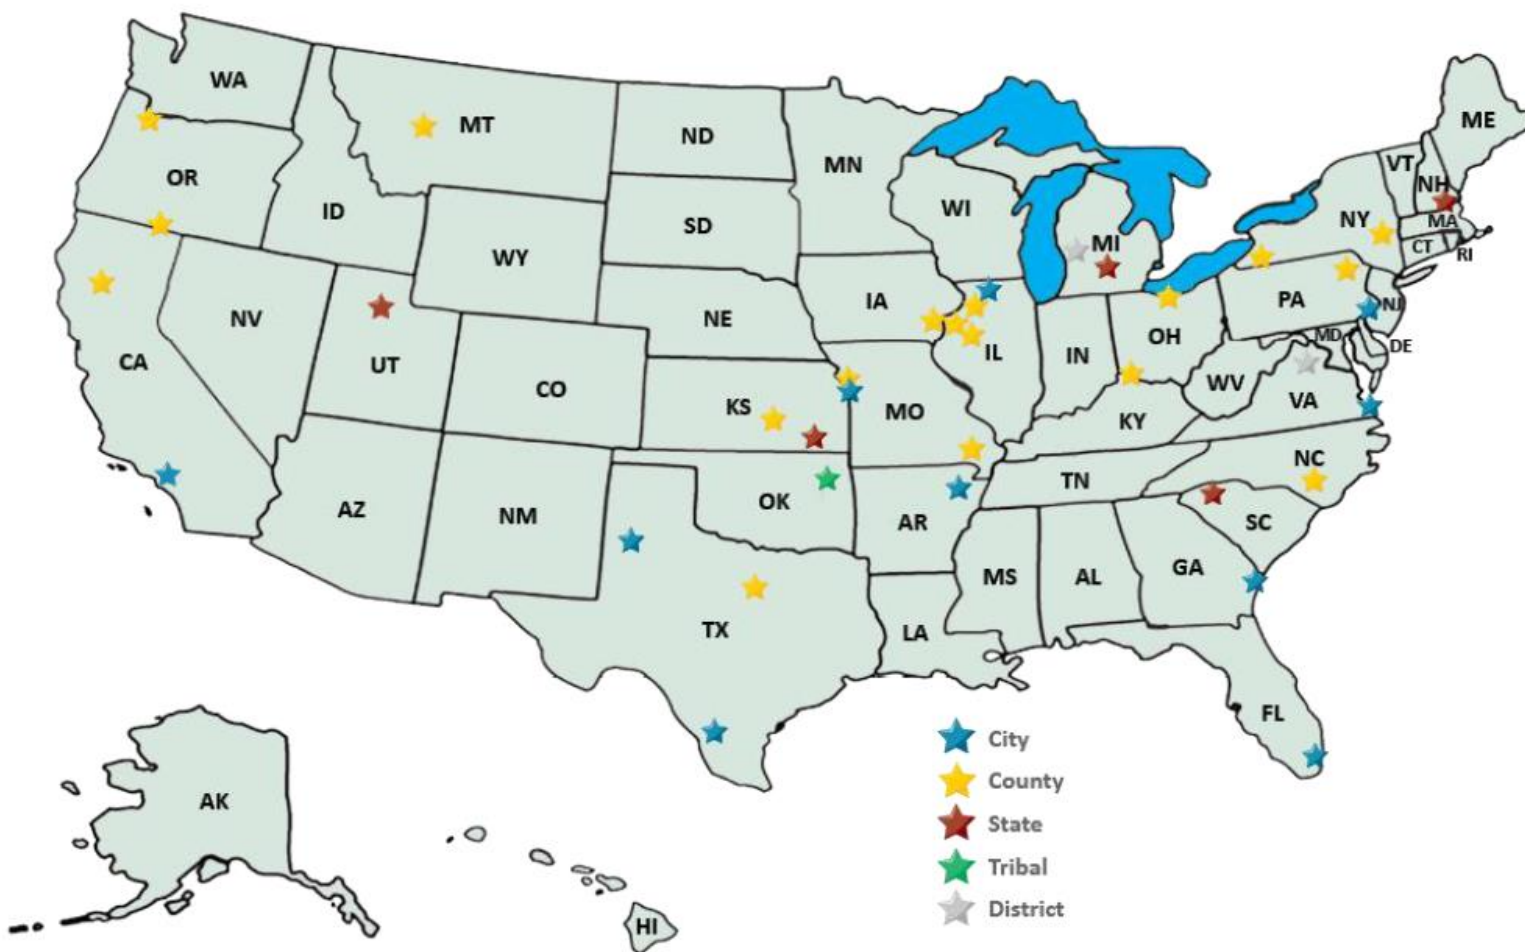 WA
MT
ND
MN
ME
VT
NH
OR
ID
SD
WI
MI
NY
MA
CT
RI
WY
IA
PA
NJ
NV
NE
OH
MD
DE
CA
UT
CO
IL
IN
WV
VA
KS
MO
KY
NC
TN
AZ
NM
OK
AR
SC
MS
AL
GA
TX
LA
FL
City
County
AK
State
Tribal
District
HI